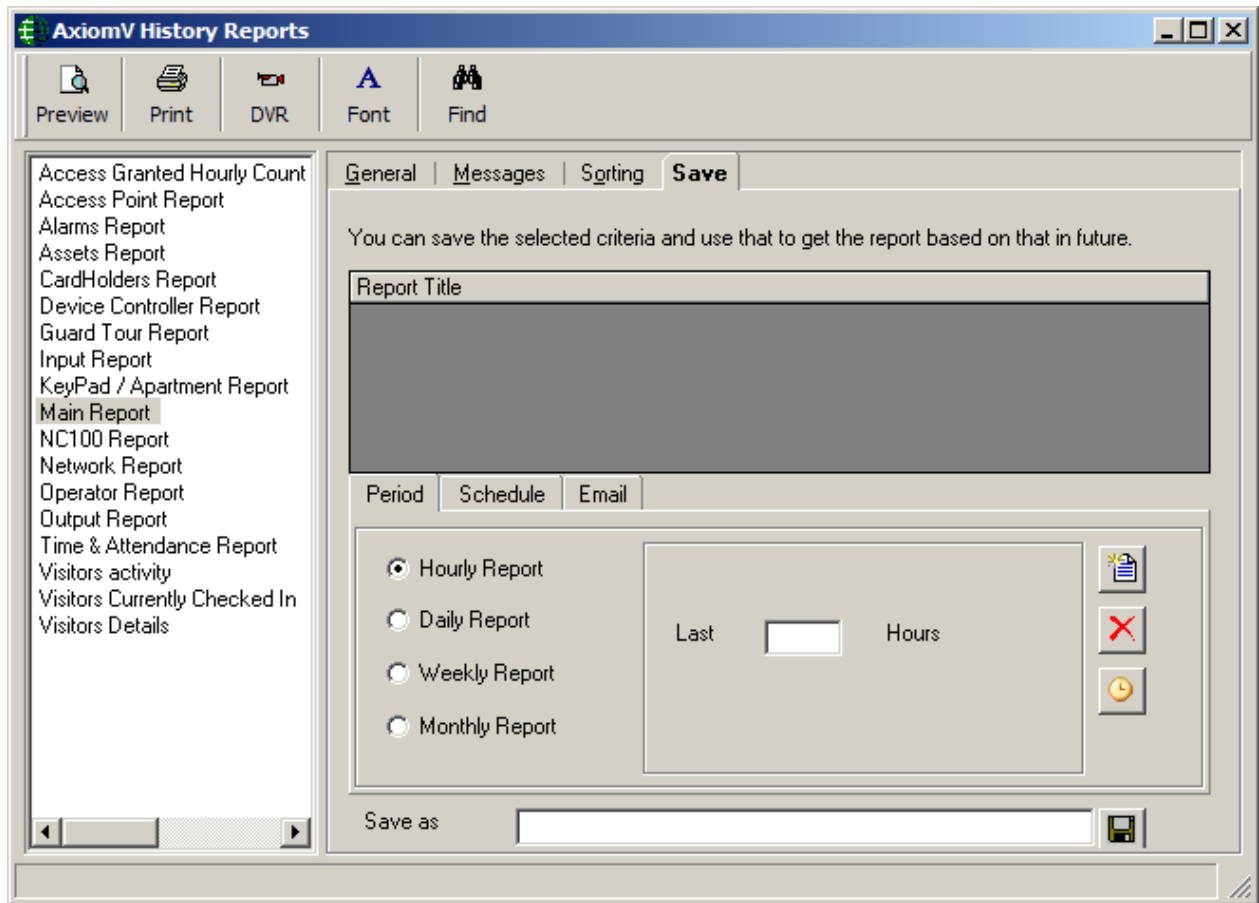 AxiomV History Reports
Preview Print DVR Font Find
Access Granted Hourly Count
Access Point Report
Alarms Report
Assets Report
CardHolders Report
Device Controller Report
Guard Tour Report
Input Report
KeyPad / Apartment Report
Main Report
NC100 Report
Network Report
Operator Report
Output Report
Time & Attendance Report
Visitors activity
Visitors Currently Checked In
Visitors Details
General Messages Sorting Save
You can save the selected criteria and use that to get the report based on that in future.
Report Title
Period Schedule Email
Hourly Report
Daily Report
Weekly Report
Monthly Report
Last Hours
Save as